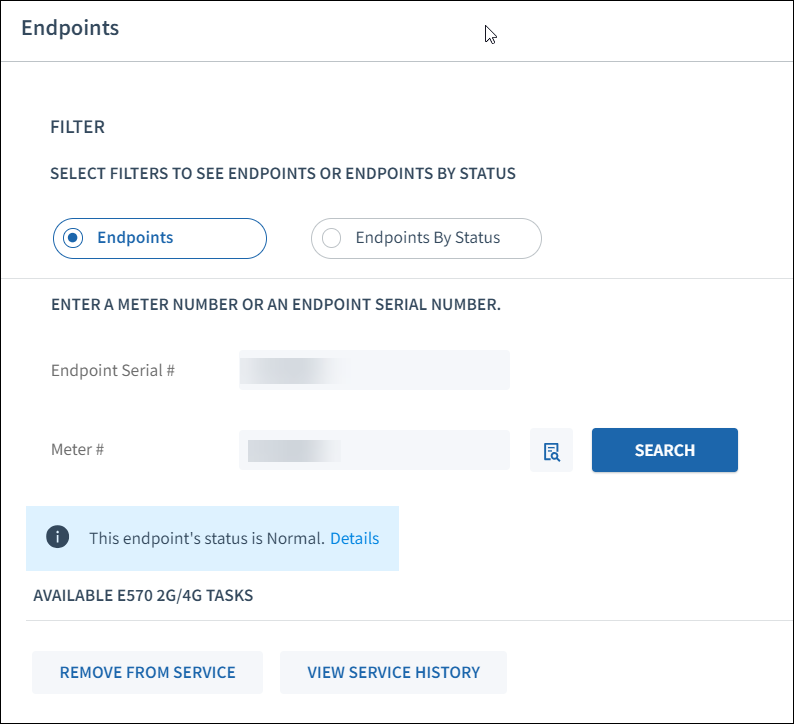 Endpoints
FILTER
SELECT FILTERS TO SEE ENDPOINTS OR ENDPOINTS BY STATUS
Endpoints
Endpoints By Status
ENTER A METER NUMBER OR AN ENDPOINT SERIAL NUMBER.
Endpoint Serial #
Meter #
SEARCH
This endpoint's status is Normal. Details
AVAILABLE E570 2G/4G TASKS
REMOVE FROM SERVICE
VIEW SERVICE HISTORY